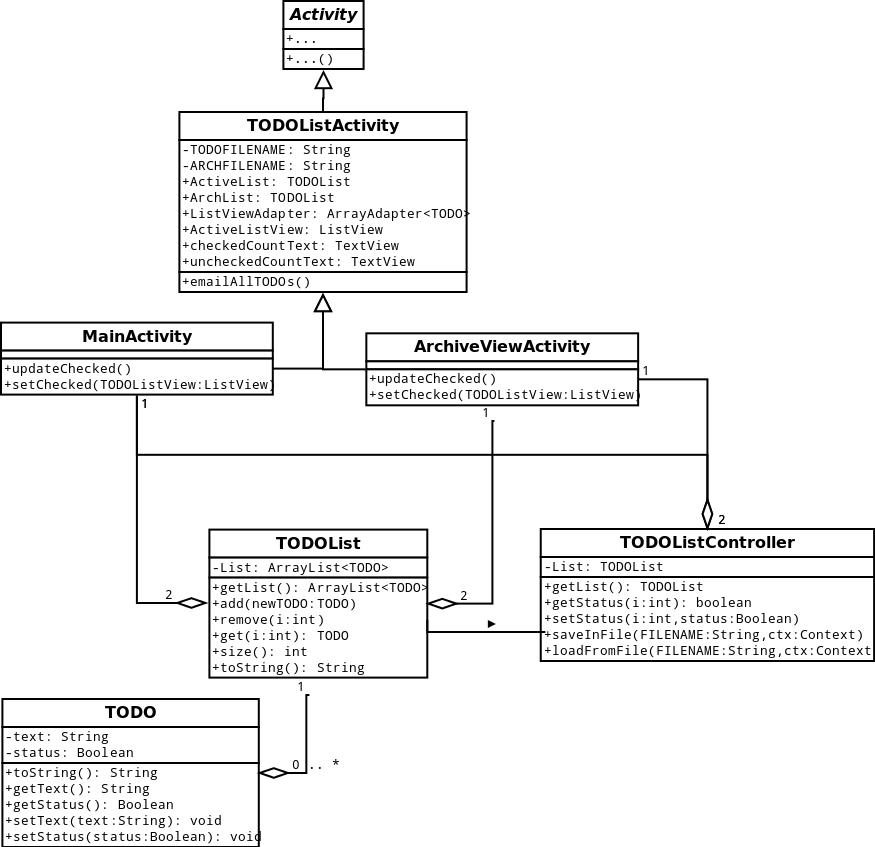 Activity
+...
+...()
TODOListActivity
-TODOFILENAME: String
-ARCHFILENAME: String
+ActiveList: TODOList
+ArchList: TODOList
+ListViewAdapter: ArrayAdapter<TODO>
+ActiveListView: ListView
+checkedCountText: TextView
+uncheckedCountText: TextView
+emailAllTODOs()
MainActivity
+updateChecked()
+setChecked(TODOListView:ListView)
1
ArchiveViewActivity
+updateChecked()
+setChecked(TODOListView:ListView)
1
1
TODOList
-List: ArrayList<TODO>
+getList(): ArrayList<TODO>
+add(newTODO:TODO)
+remove(i:int)
+get(i:int): TODO
+size(): int
+toString(): String
2
2
1
2
TODOListController
-List: TODOList
+getList(): TODOList
+getStatus(i:int): boolean
+setStatus(i:int,status:Boolean)
+saveInFile(FILENAME:String,ctx:Context)
+loadFromFile(FILENAME:String,ctx:Context
TODO
-text: String
-status: Boolean
+toString(): String
+getText(): String
+getStatus(): Boolean
+setText(text:String): void
+setStatus(status:Boolean): void
0 .. *